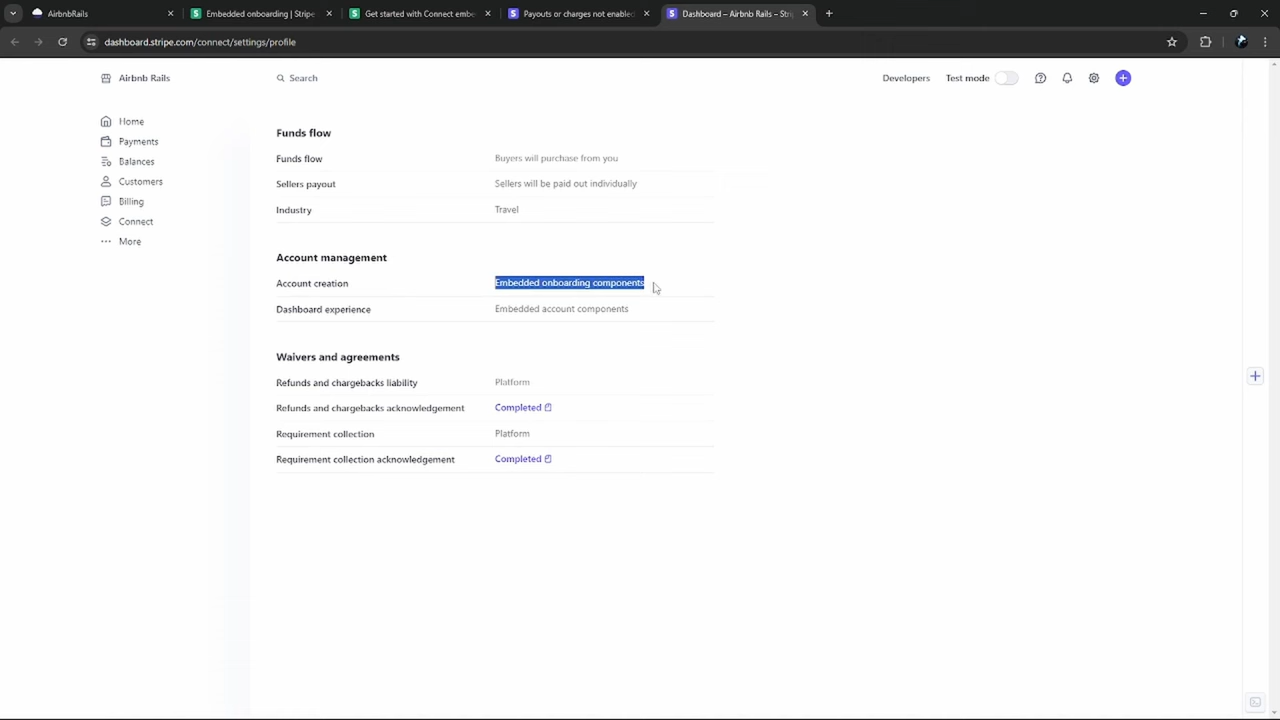 AirbnbRails
Embedded onboarding | Stripe
Get started with Connect embe
Payouts or charges not enabled
Dashboard – Airbnb Rails – Stri
dashboard.stripe.com/connect/settings/profile
Airbnb Rails
Search
Developers
Test mode
Home
Payments
Balances
Customers
Billing
Connect
More
Funds flow
Funds flow Buyers will purchase from you
Sellers payout Sellers will be paid out individually
Industry Travel
Account management
Account creation Embedded onboarding components
Dashboard experience Embedded account components
Waivers and agreements
Refunds and chargebacks liability Platform
Refunds and chargebacks acknowledgement Completed
Requirement collection Platform
Requirement collection acknowledgement Completed